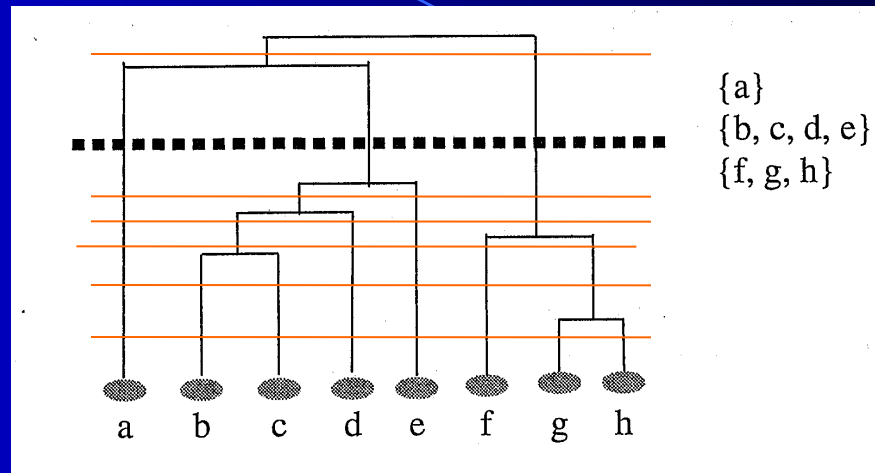 {a}
{b, c, d, e}
{f, g, h}
a b c d e f g h